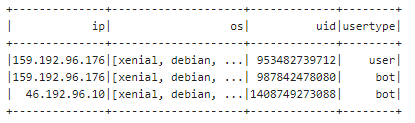 +--------------+--------------------+-------------+--------+
|            ip|                  os|          uid|usertype|
+--------------+--------------------+-------------+--------+
|159.192.96.176|[xenial, debian, ...| 953482739712|    user|
|159.192.96.176|[xenial, debian, ...| 987842478080|     bot|
|  46.192.96.10|[xenial, debian, ...|1408749273088|     bot|
+--------------+--------------------+-------------+--------+